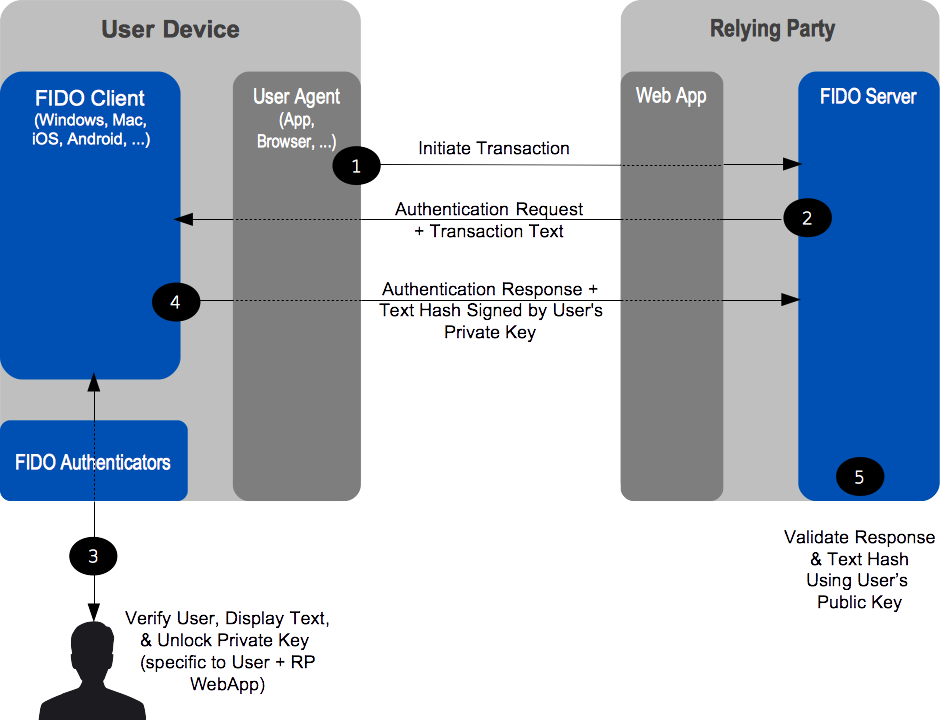 User Device
Relying Party
FIDO Client
(Windows, Mac,
iOS, Android, ...)
User Agent
(App,
Browser, ...)
Web App
FIDO Server
1
Initiate Transaction
Authentication Request
+ Transaction Text
2
4
Authentication Response +
Text Hash Signed by User's
Private Key
FIDO Authenticators
5
3
Validate Response
& Text Hash
Using User’s
Public Key
Verify User, Display Text,
& Unlock Private Key
(specific to User + RP
WebApp)